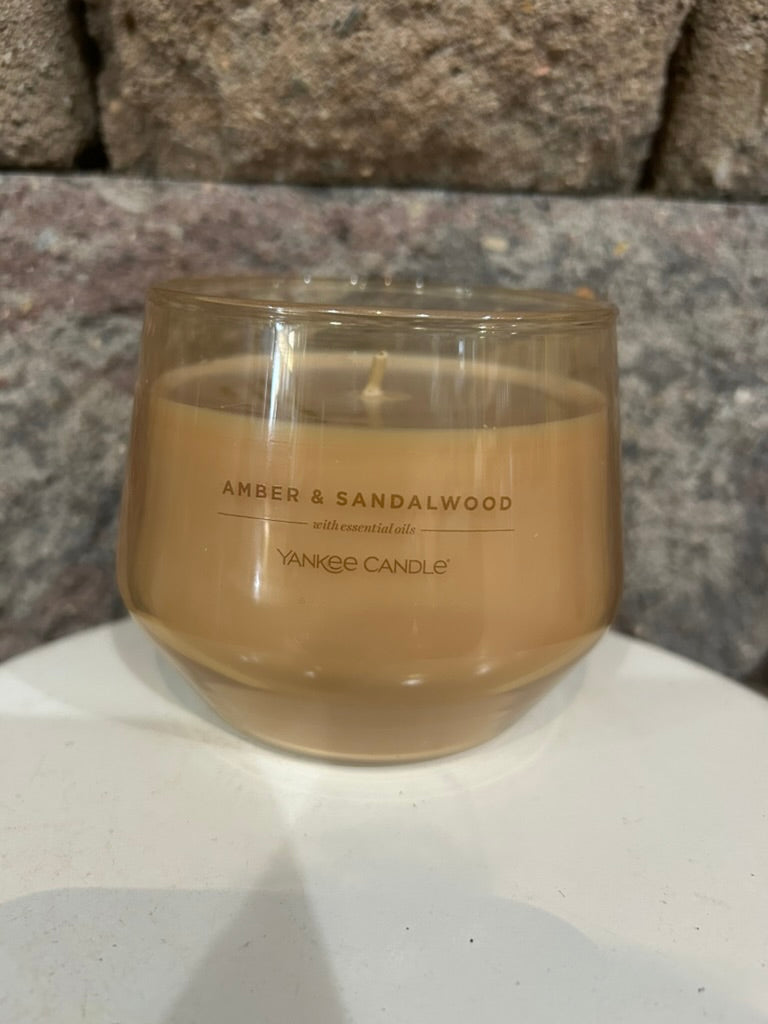 AMBER & SANDALWOOD
with essential oils
YANKEE CANDLE®